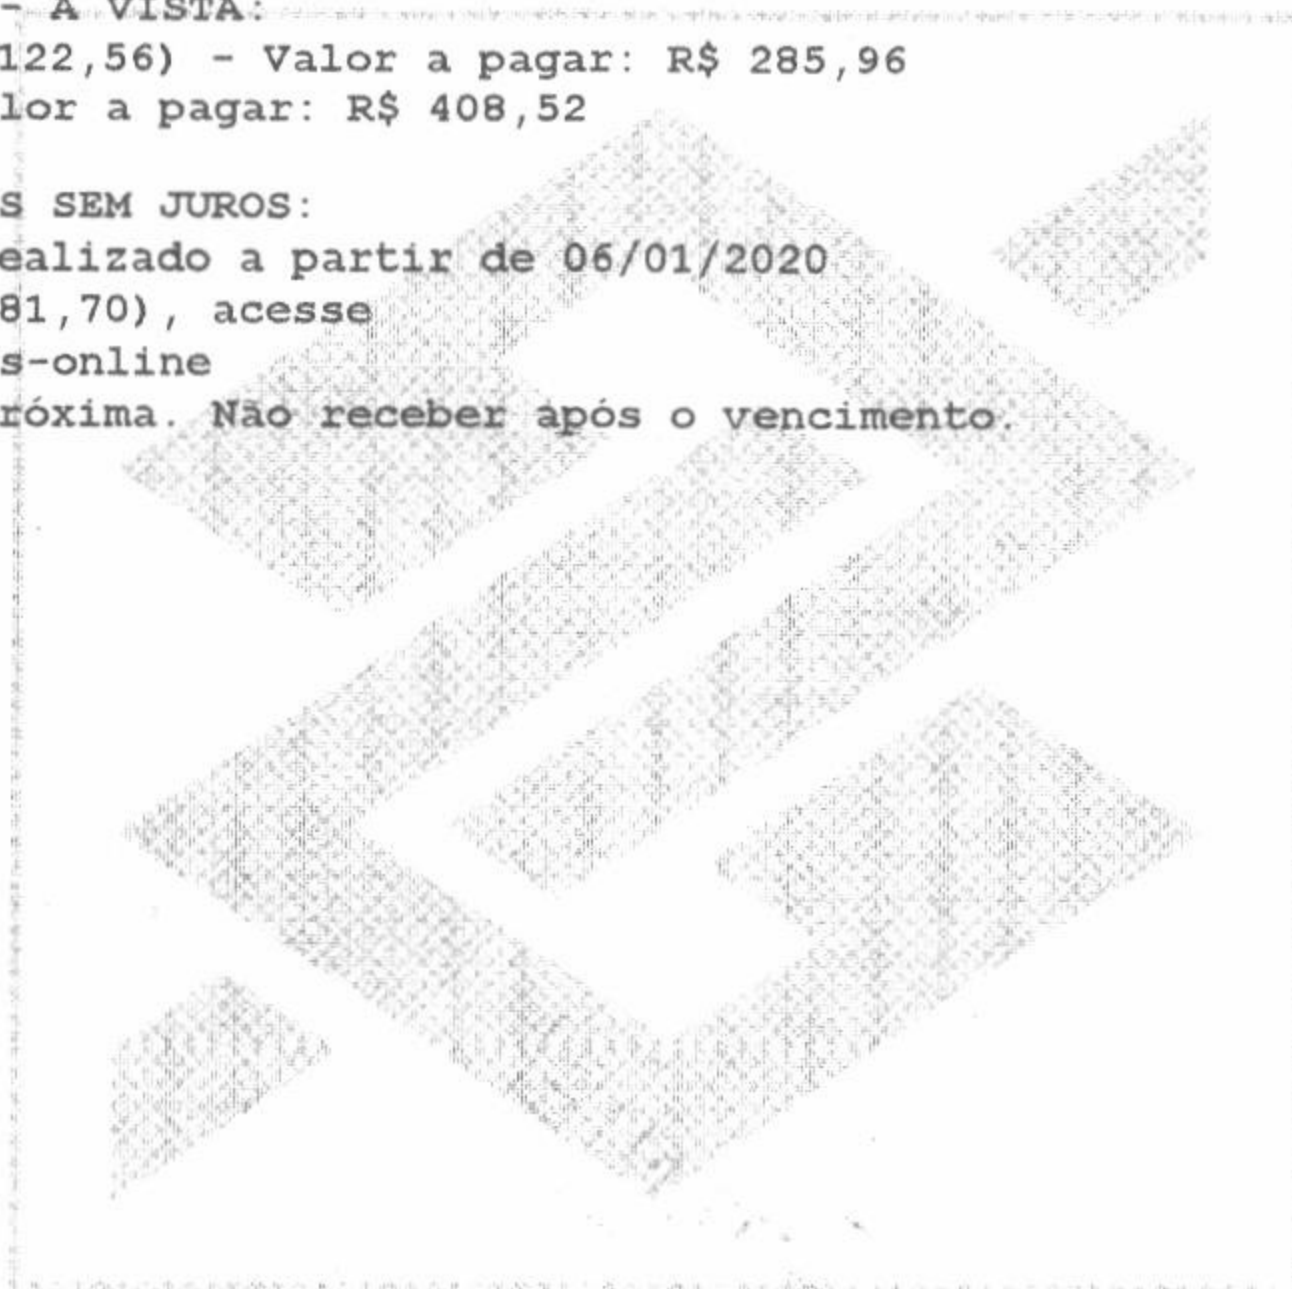 - A VISTA:
122,56) - Valor a pagar: R$ 285,96
lor a pagar: R$ 408,52
S SEM JUROS:
ealizado a partir de 06/01/2020
81,70), acesse
s-online
róxima. Não receber após o vencimento.